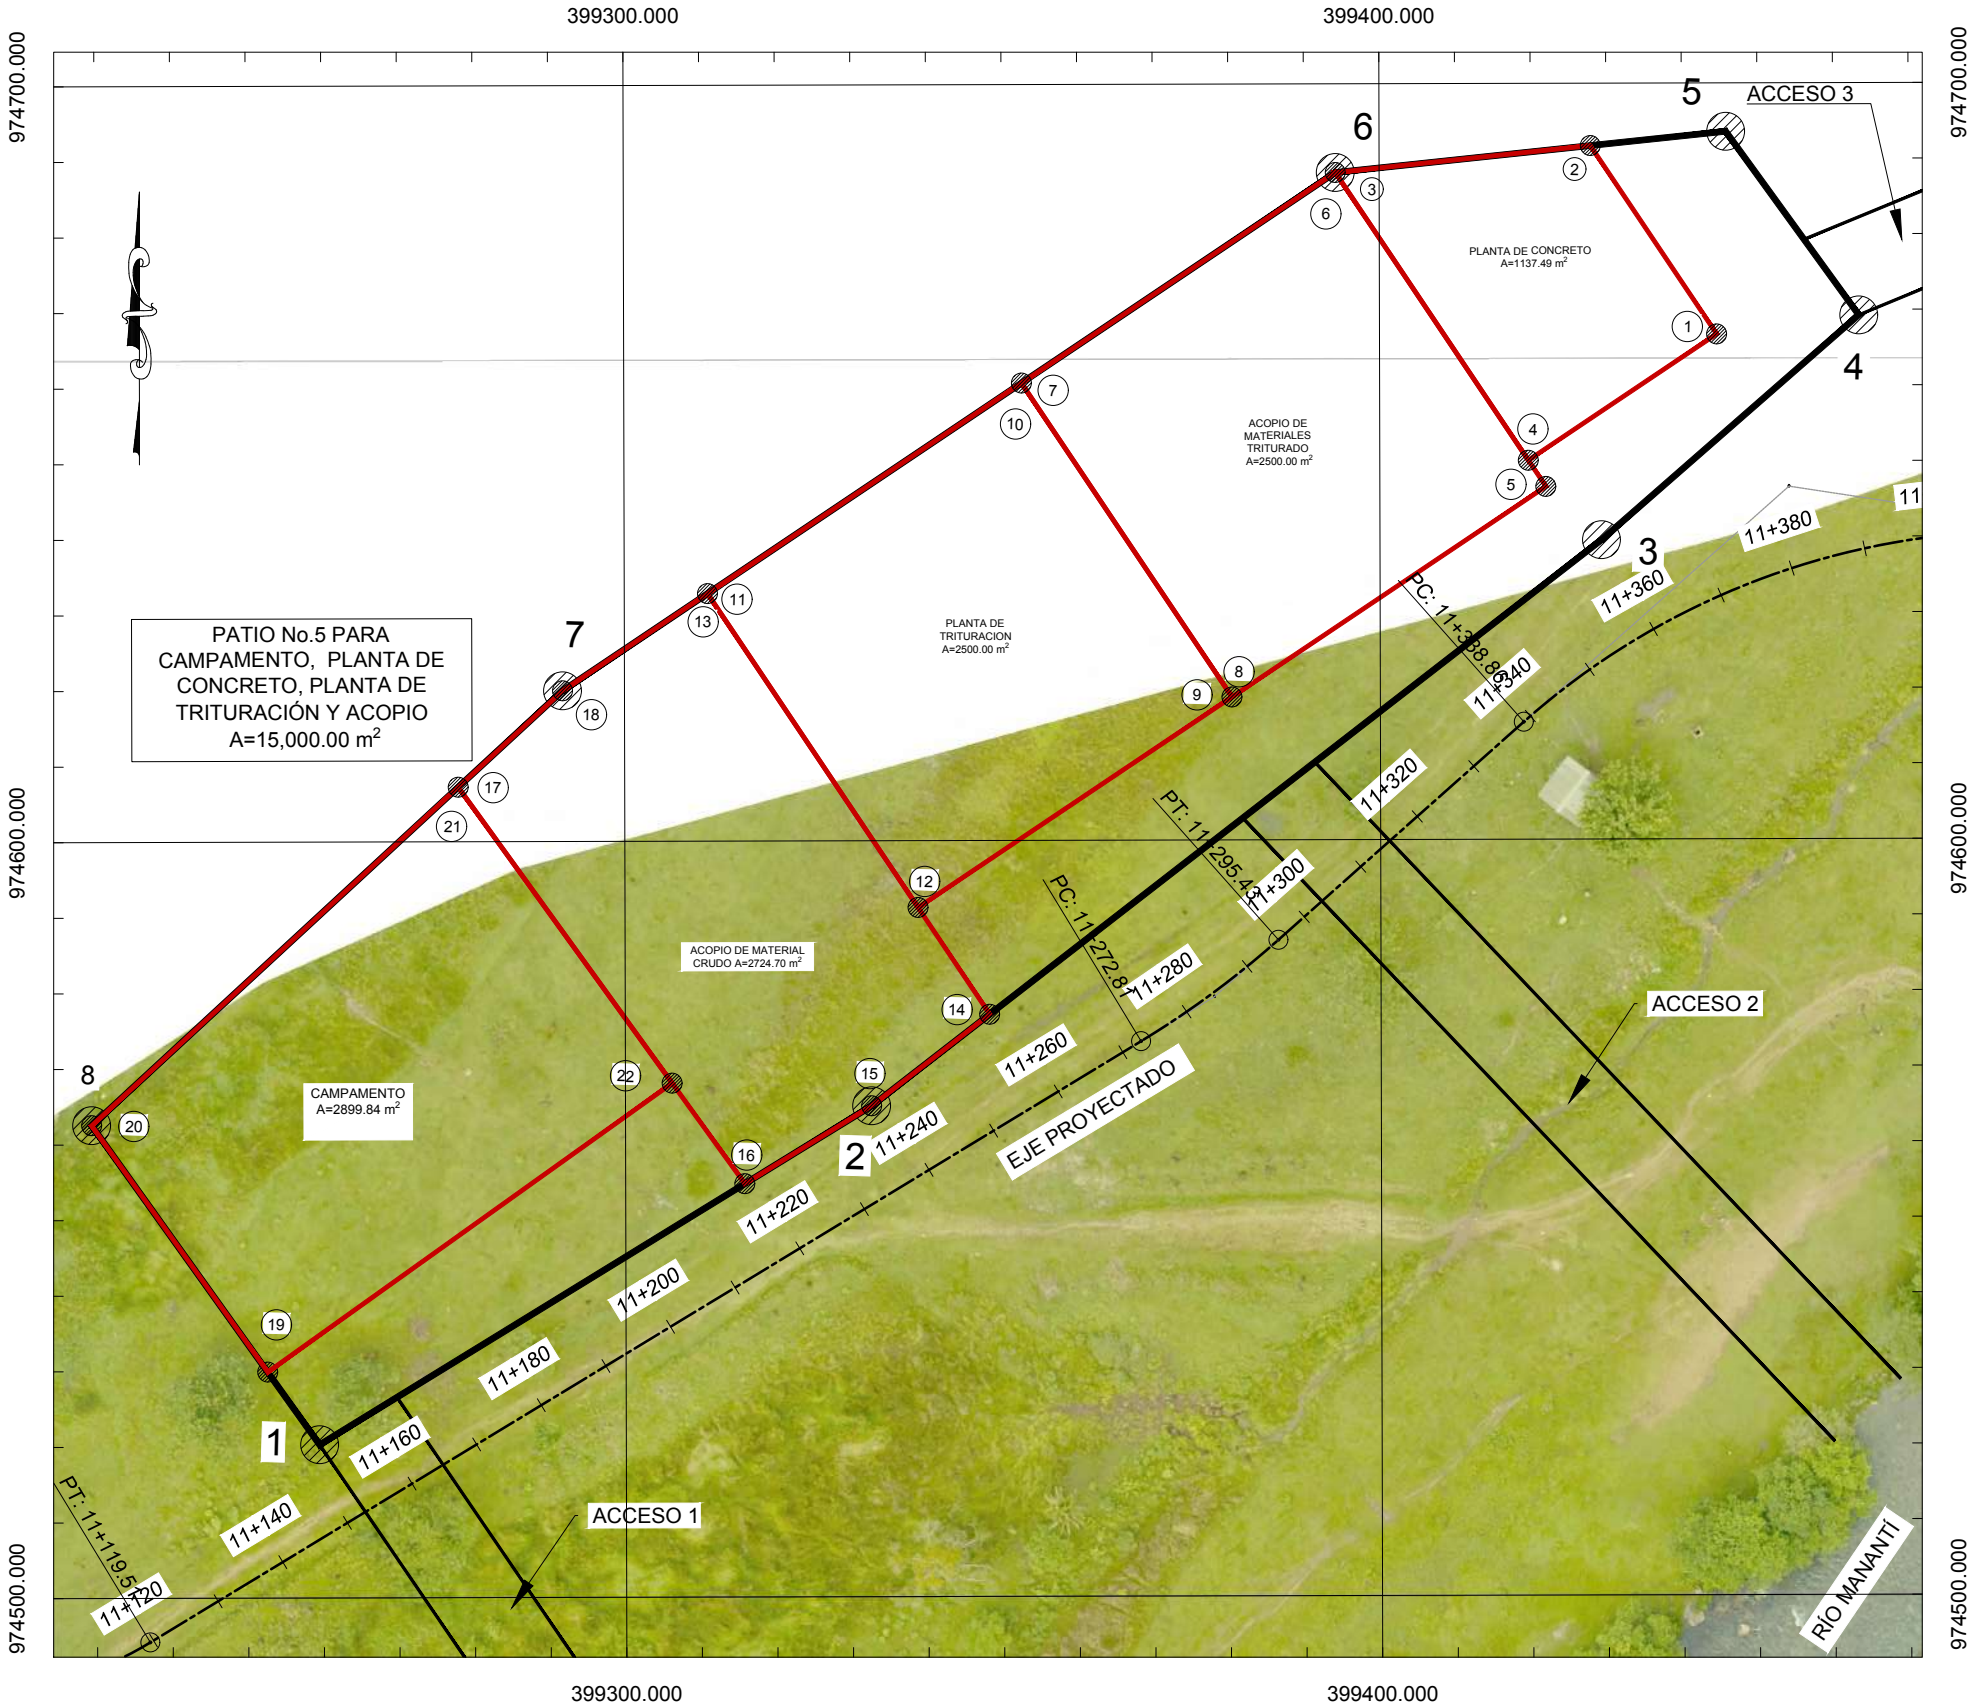 399300.000
399400.000
974700.000
974700.000
5
ACCESO 3
6
2
3
6
PLANTA DE CONCRETO
A=1137.49 m²
1
4
7
10
ACOPIO DE
MATERIALES
TRITURADO
A=2500.00 m²
4
5
11
11+380
3
11+360
PC: 11+338.86
11+340
11
13
PLANTA DE
TRITURACION
A=2500.00 m²
7
PATIO No.5 PARA
CAMPAMENTO, PLANTA DE
CONCRETO, PLANTA DE
TRITURACIÓN Y ACOPIO
A=15,000.00 m²
18
8
9
17
21
11+320
PT: 11+295.43
11+300
974600.000
974600.000
12
PC: 11+272.81
11+280
ACOPIO DE MATERIAL
CRUDO A=2724.70 m²
14
ACCESO 2
11+260
8
22
15
CAMPAMENTO
A=2899.84 m²
20
EJE PROYECTADO
11+240
2
16
11+220
11+200
19
11+180
1
11+160
PT: 11+119.51
11+140
ACCESO 1
11+120
RÍO MANANTÍ
974500.000
974500.000
399300.000
399400.000